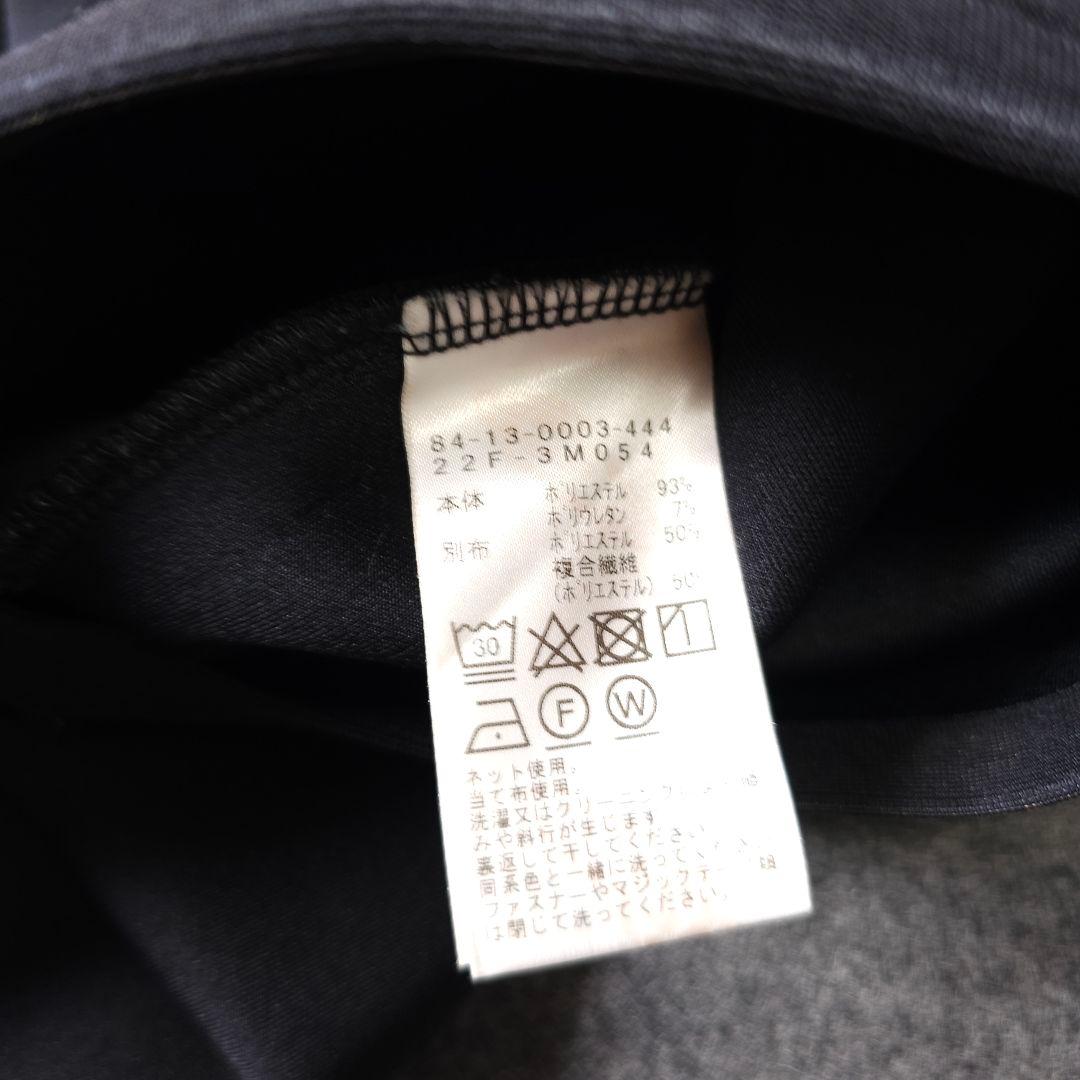 84-13-0003-444
22F-3M054
本体 ポリエステル 93%
ポリウレタン 7%
別布 ポリエステル 50%
複合繊維
(ポリエステル) 50
30
F W
ネット使用。
当て布使用。
洗濯又はクリーニング
みや斜行が生じます
裏返して干してください
同系色と一緒に洗って
ファスナーやマジックテー
は閉じて洗ってください。